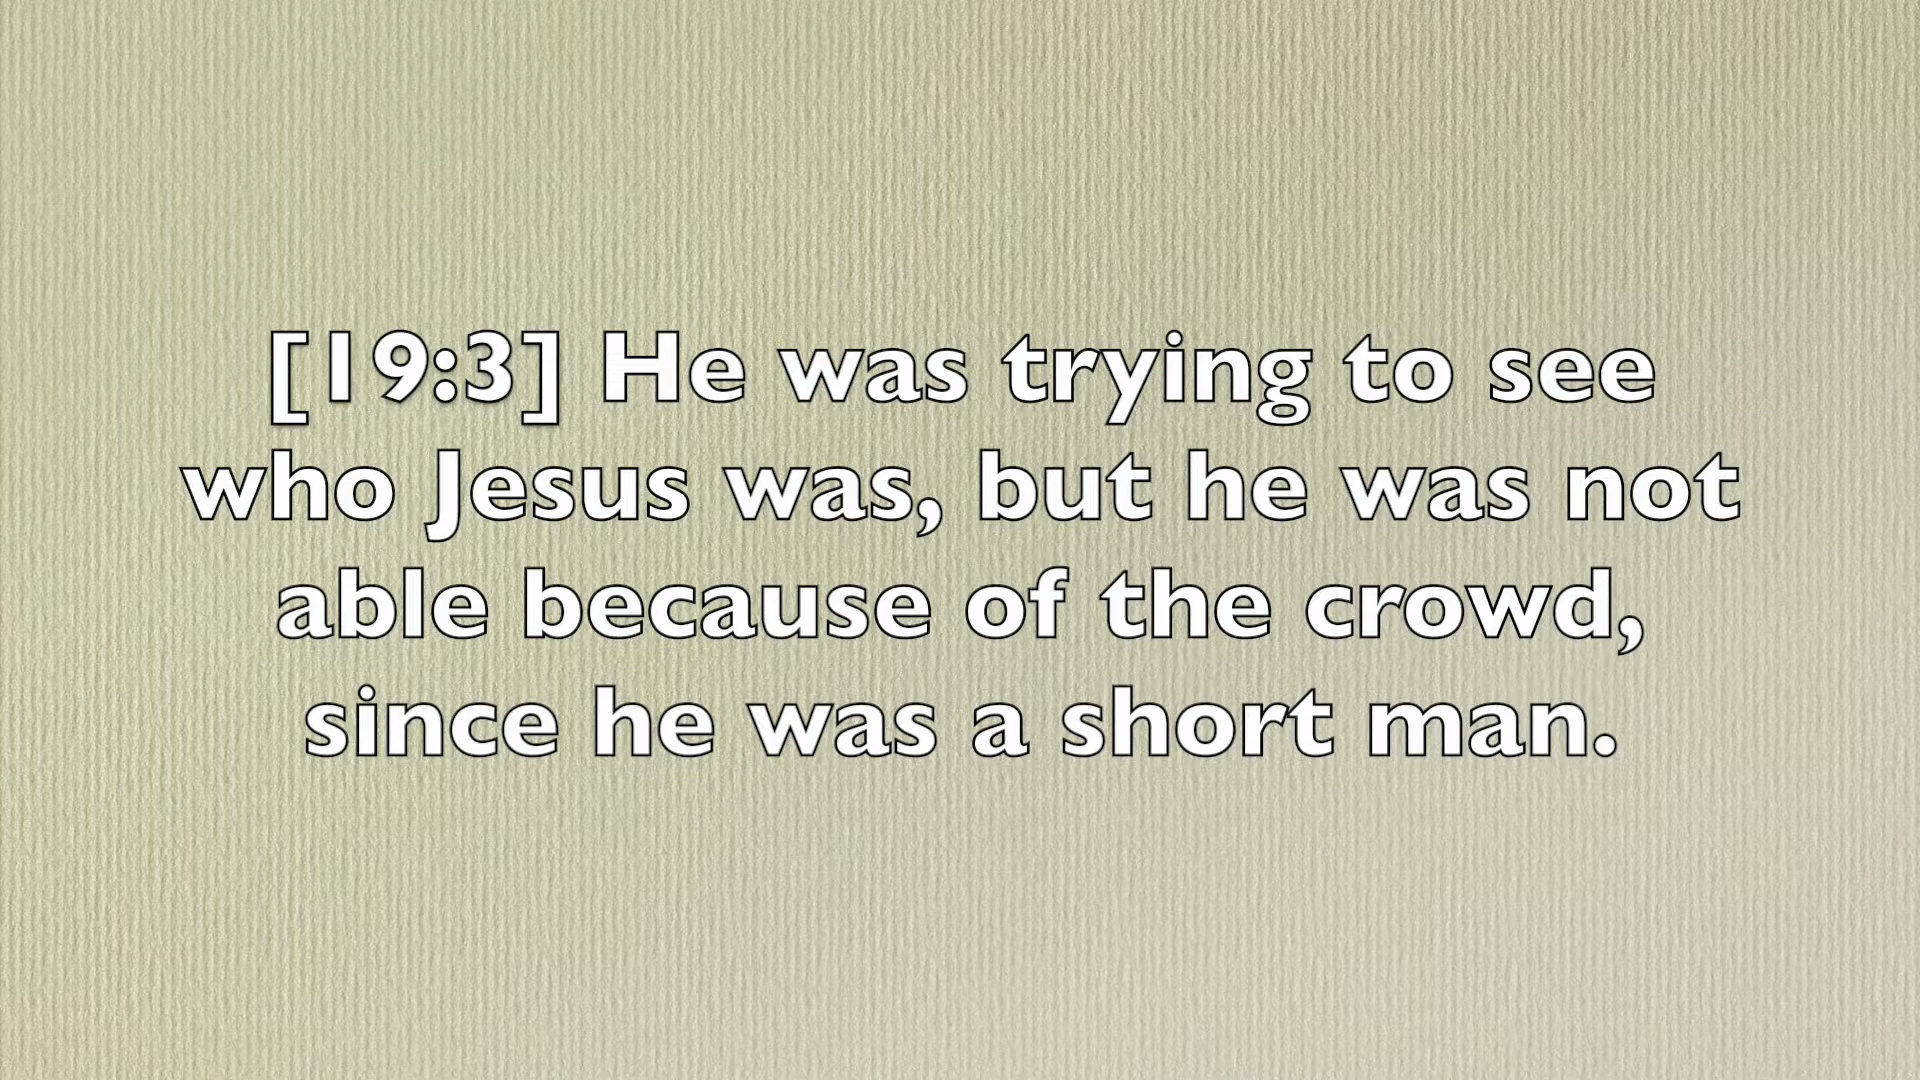 [19:3] He was trying to see
who Jesus was, but he was not
able because of the crowd,
since he was a short man.